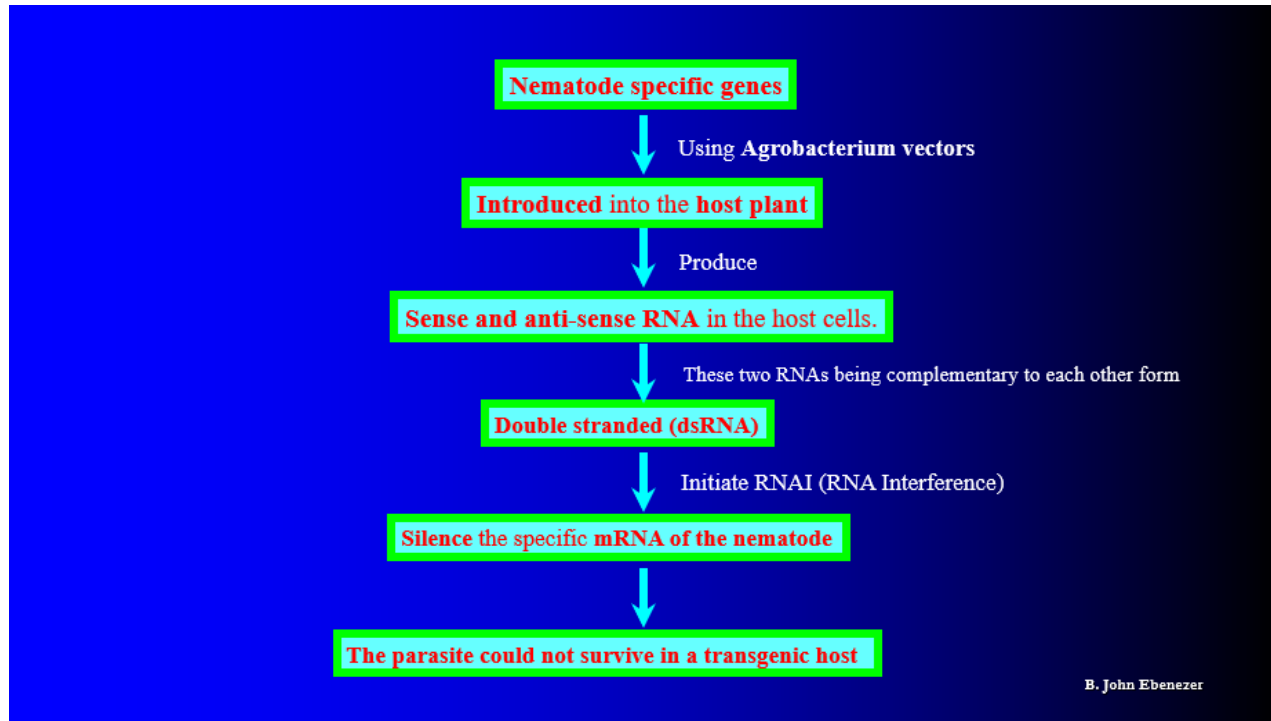 Nematode specific genes
Using Agrobacterium vectors
Introduced into the host plant
Produce
Sense and anti-sense RNA in the host cells.
These two RNAs being complementary to each other form
Double stranded (dsRNA)
Initiate RNAI (RNA Interference)
Silence the specific mRNA of the nematode
The parasite could not survive in a transgenic host
B. John Ebenezer